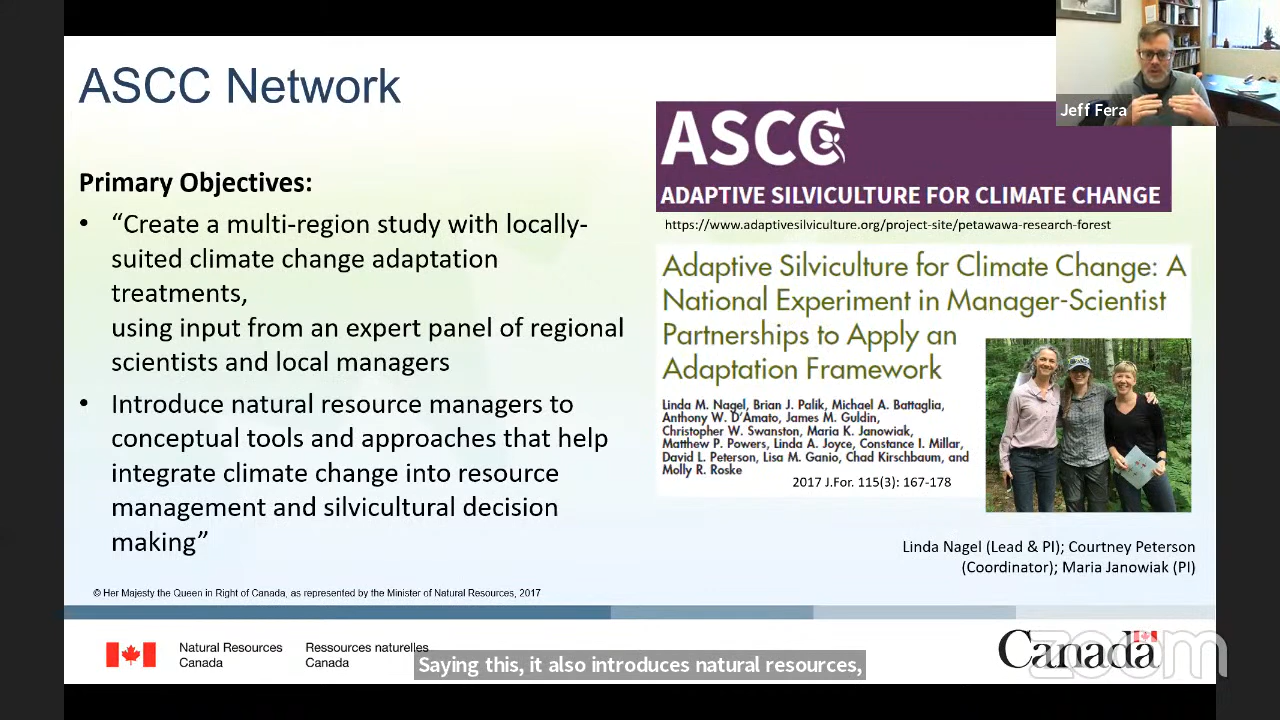 ASCC Network
Primary Objectives:
• “Create a multi-region study with locally-
suited climate change adaptation
treatments,
using input from an expert panel of regional
scientists and local managers
• Introduce natural resource managers to
conceptual tools and approaches that help
integrate climate change into resource
management and silvicultural decision
making”
© Her Majesty the Queen in Right of Canada, as represented by the Minister of Natural Resources, 2017
Jeff Fera
ASCC
ADAPTIVE SILVICULTURE FOR CLIMATE CHANGE
https://www.adaptivesilviculture.org/project-site/petawawa-research-forest
Adaptive Silviculture for Climate Change: A
National Experiment in Manager-Scientist
Partnerships to Apply an
Adaptation Framework
Linda M. Nagel, Brian J. Palik, Michael A. Battaglia,
Anthony W. D'Amato, James M. Guldin,
Christopher W. Swanston, Maria K. Janowiak,
Matthew P. Powers, Linda A. Joyce, Constance I. Millar,
David L. Peterson, Lisa M. Ganio, Chad Kirschbaum, and
Molly R. Roske
2017 J.For. 115(3): 167-178
Linda Nagel (Lead & PI); Courtney Peterson
(Coordinator); Maria Janowiak (PI)
Natural Resources
Canada
Ressources naturelles
Canada
Saying this, it also introduces natural resources,
Canada
zoom